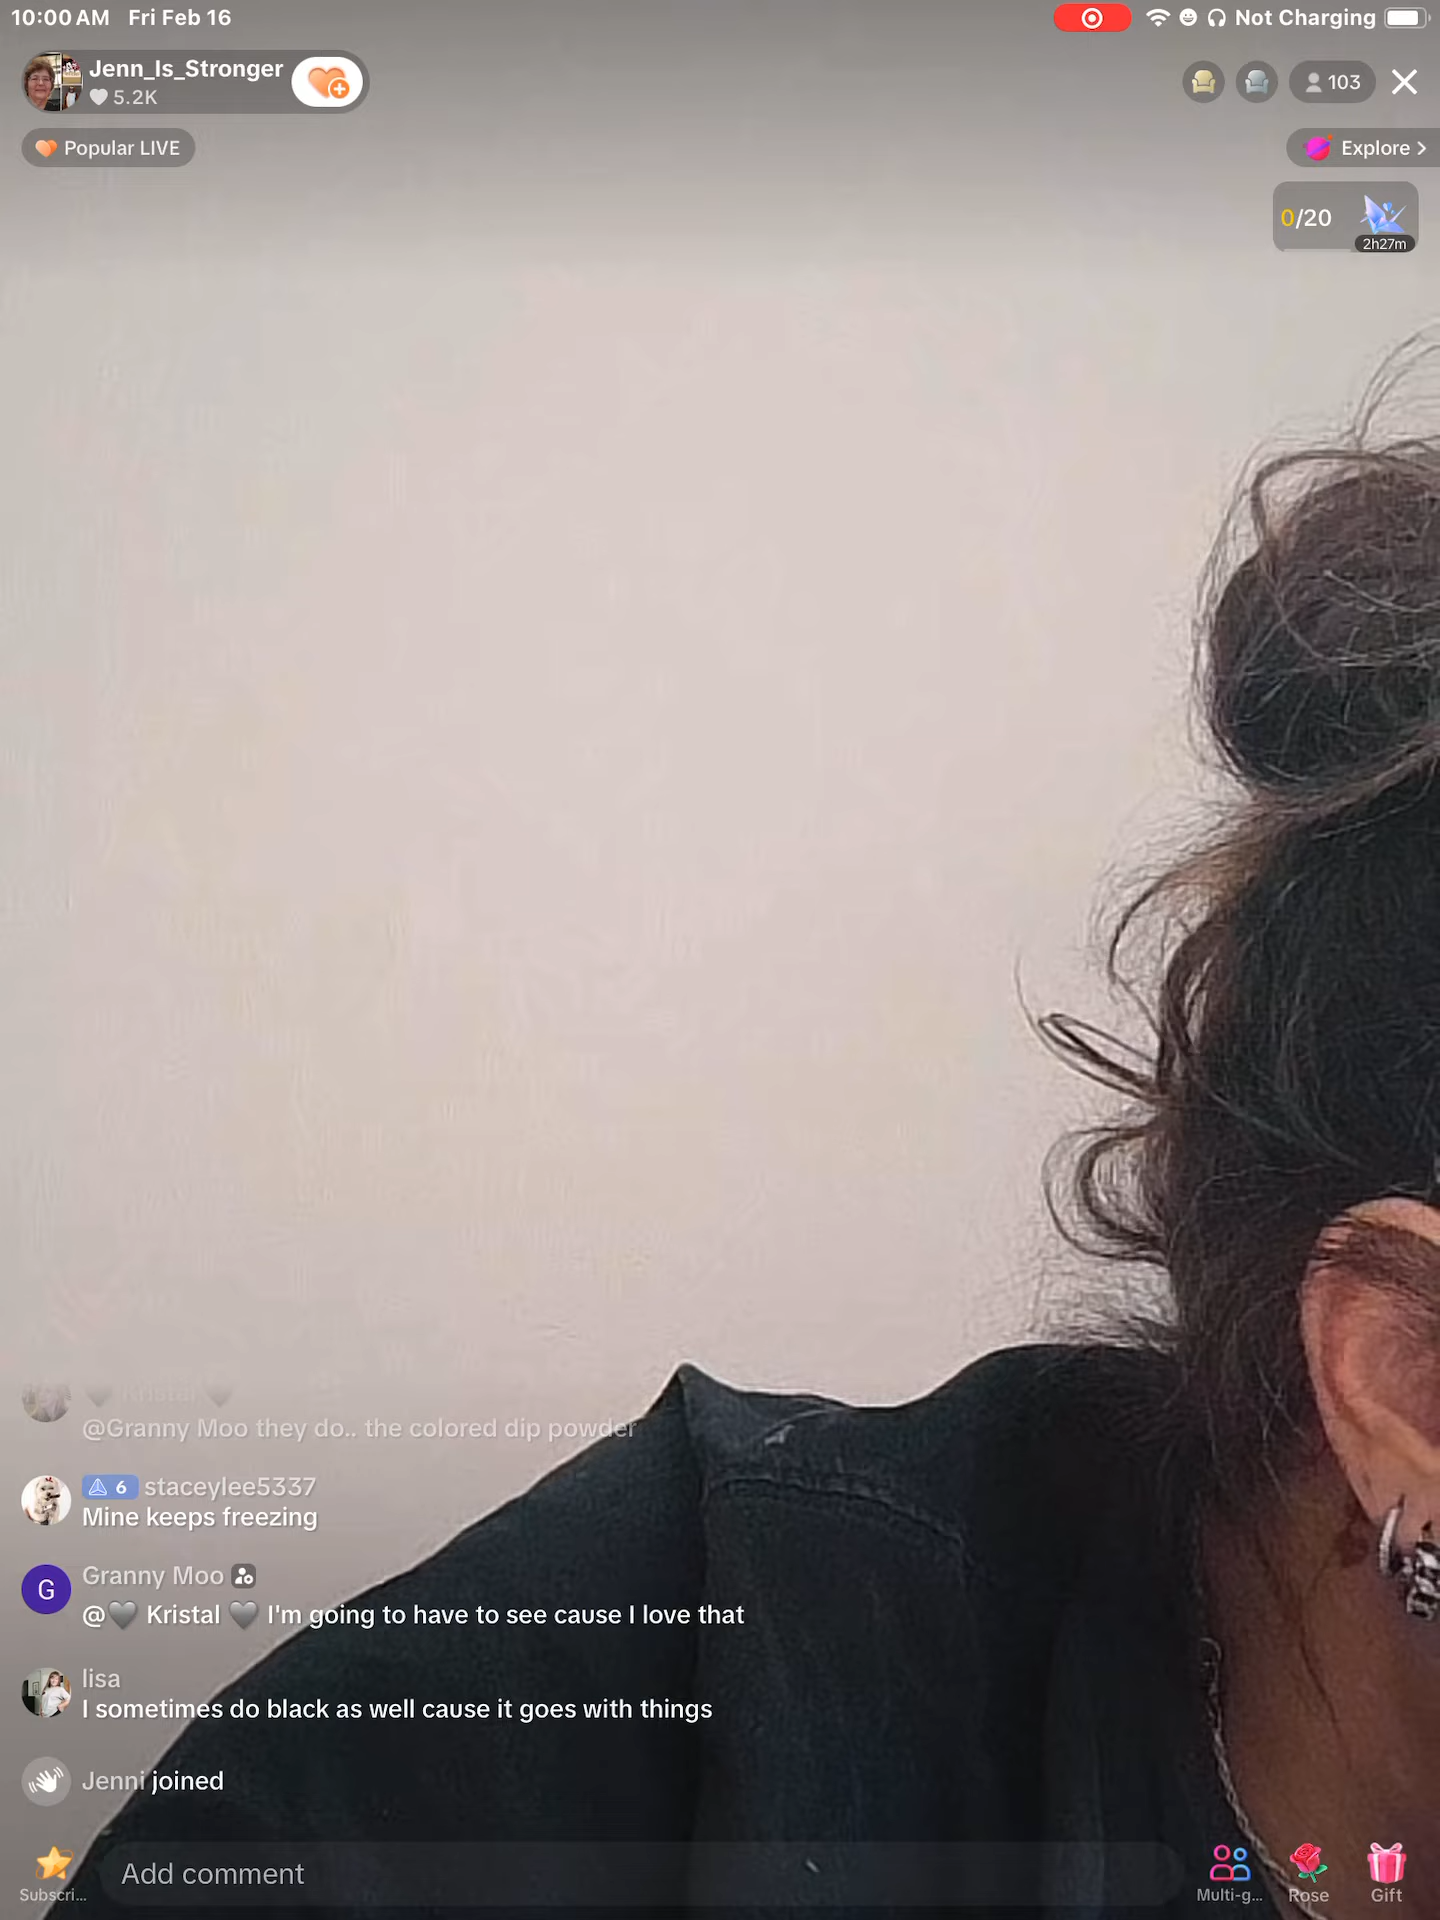 10:00 AM Fri Feb 16
Not Charging
Jenn_Is_Stronger
5.2K
103
Popular LIVE
Explore >
0/20
2h27m
🖤 Kristal 🖤
@Granny Moo they do.. the colored dip powder
6 staceylee5337
Mine keeps freezing
G
Granny Moo
@🖤 Kristal 🖤 I'm going to have to see cause I love that
lisa
I sometimes do black as well cause it goes with things
Jenni joined
Subscri...
Add comment
Multi-g...
Rose
Gift